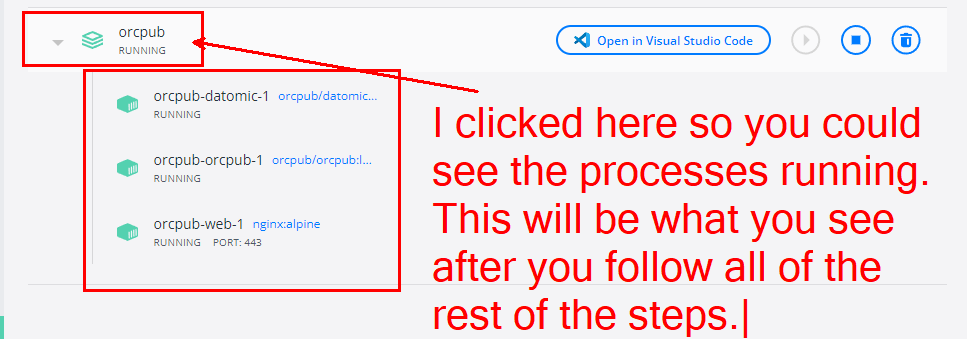 orcpub
RUNNING
Open in Visual Studio Code
orcpub-datomic-1 orcpub/datomic...
RUNNING
orcpub-orcpub-1 orcpub/orcpub:l...
RUNNING
orcpub-web-1 nginx:alpine
RUNNING PORT: 443
I clicked here so you could
see the processes running.
This will be what you see
after you follow all of the
rest of the steps.|